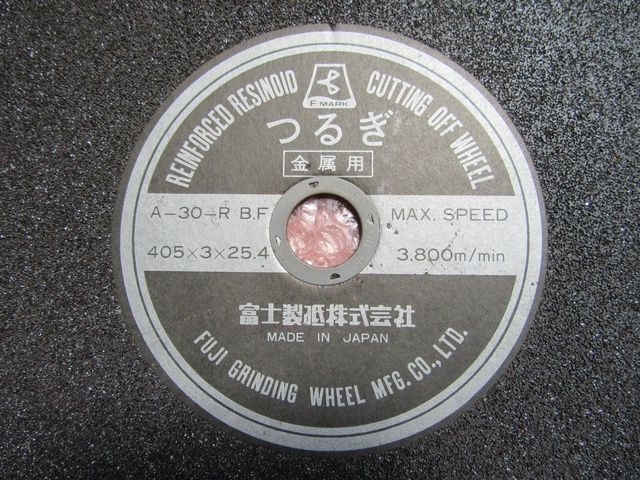 REINFORCED RESINOID CUTTING OFF WHEEL
F-MARK
つるぎ
金属用
A-30-R B.F MAX. SPEED
405×3×25.4 3.800m/min
富士製砥株式会社
MADE IN JAPAN
FUJI GRINDING WHEEL MFG. CO., LTD.